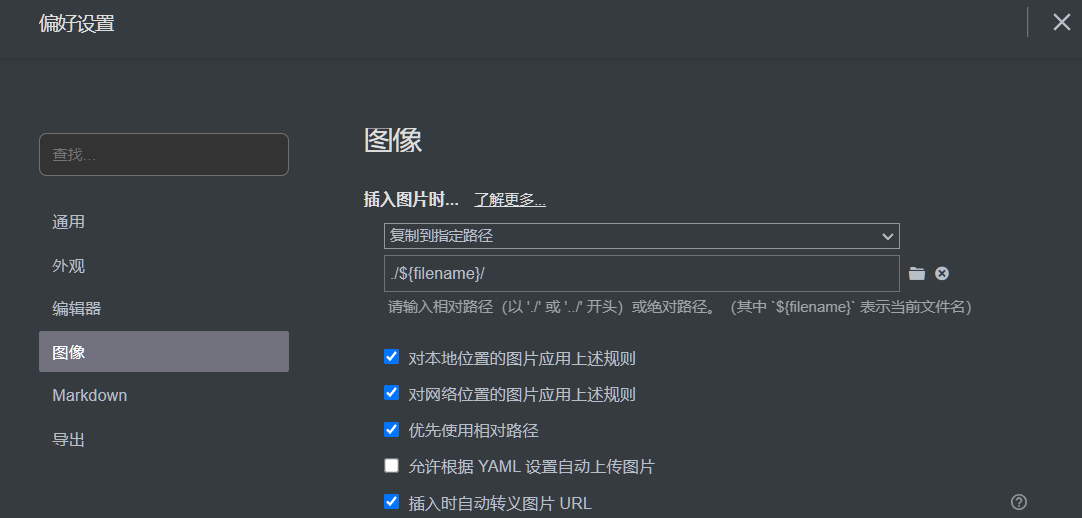 偏好设置
查找...
通用
外观
编辑器
图像
Markdown
导出
图像
插入图片时... 了解更多...
复制到指定路径
./${filename}/
请输入相对路径（以 './' 或 '../' 开头）或绝对路径。（其中 `${filename}` 表示当前文件名）
对本地位置的图片应用上述规则
对网络位置的图片应用上述规则
优先使用相对路径
允许根据 YAML 设置自动上传图片
插入时自动转义图片 URL